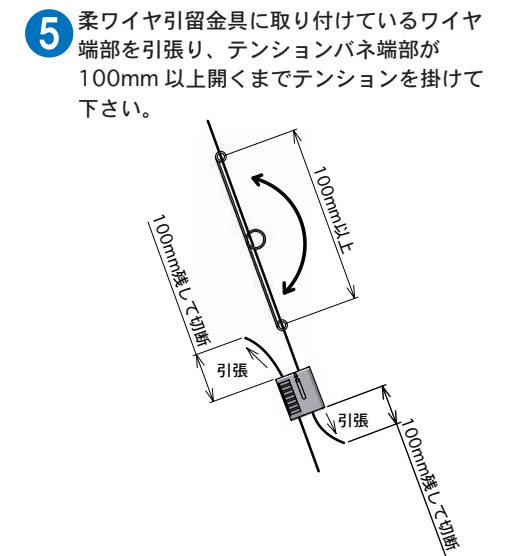 5
柔ワイヤ引留金具に取り付けているワイヤ
端部を引張り、テンションバネ端部が
100mm 以上開くまでテンションを掛けて
下さい。
100mm以上
100mm残して切断
引張
引張
100mm残して切断